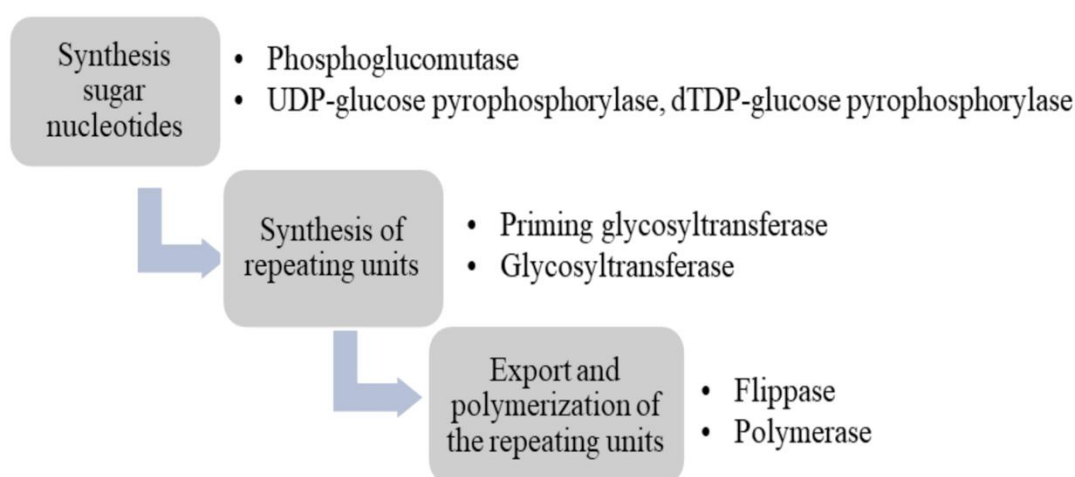 Synthesis
sugar
nucleotides
• Phosphoglucomutase
• UDP-glucose pyrophosphorylase, dTDP-glucose pyrophosphorylase
Synthesis of
repeating units
• Priming glycosyltransferase
• Glycosyltransferase
Export and
polymerization of
the repeating units
• Flippase
• Polymerase